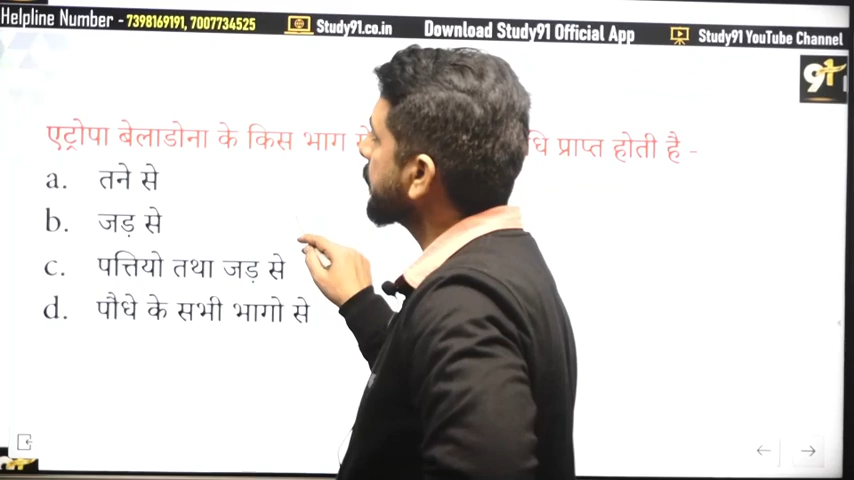 Helpline Number - 7398169191, 7007734525 Study91.co.in Download Study91 Official App Study91 YouTube Channel
91
एट्रोपा बेलाडोना के किस भाग प्राप्त होती है -
a. तने से
b. जड़ से
c. पत्तियो तथा जड़ से
d. पौधे के सभी भागो से